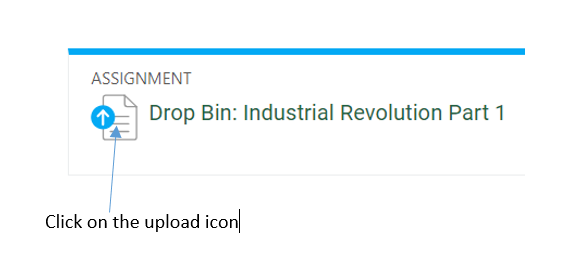 ASSIGNMENT
Drop Bin: Industrial Revolution Part 1
Click on the upload icon